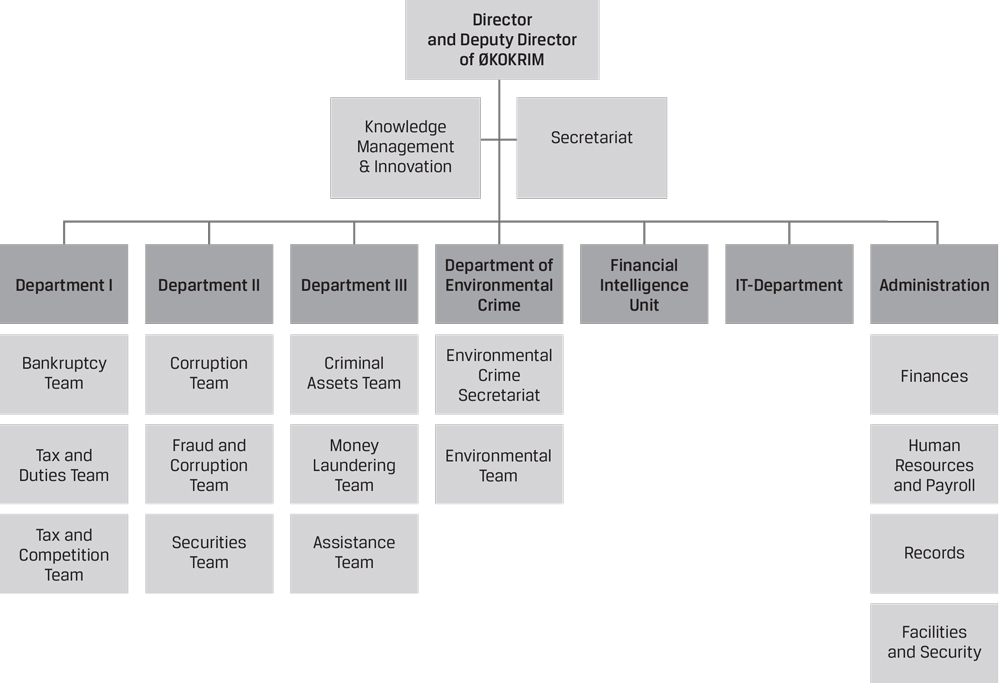 Director
and Deputy Director
of ØKOKRIM
Knowledge
Management
& Innovation
Secretariat
Department I
Department II
Department III
Department of
Environmental
Crime
Financial
Intelligence
Unit
IT-Department
Administration
Bankruptcy
Team
Corruption
Team
Criminal
Assets Team
Environmental
Crime
Secretariat
Finances
Tax and
Duties Team
Fraud and
Corruption
Team
Money
Laundering
Team
Environmental
Team
Human
Resources
and Payroll
Tax and
Competition
Team
Securities
Team
Assistance
Team
Records
Facilities
and Security